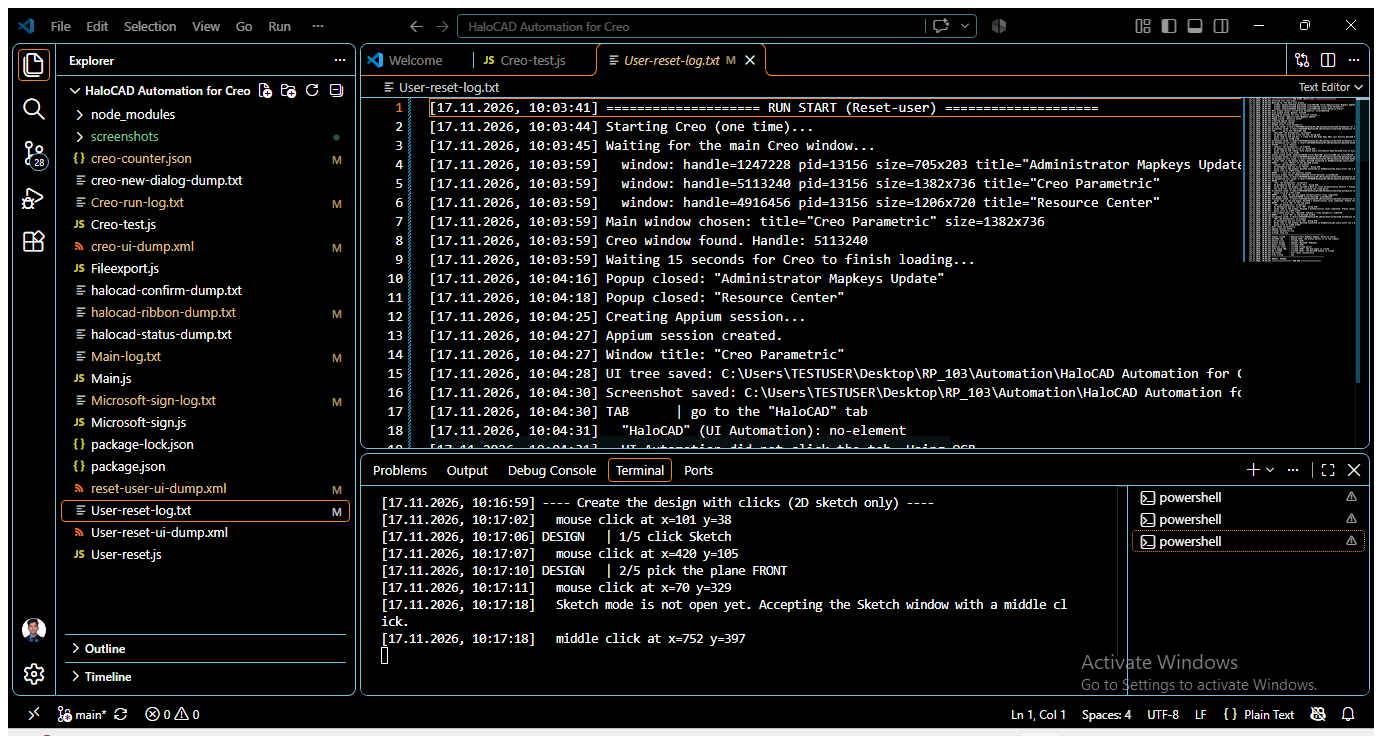 File Edit Selection View Go Run ···
HaloCAD Automation for Creo
Explorer
HaloCAD Automation for Creo
node_modules
screenshots
creo-counter.json M
creo-new-dialog-dump.txt
Creo-run-log.txt M
Creo-test.js
creo-ui-dump.xml M
Fileexport.js
halocad-confirm-dump.txt
halocad-ribbon-dump.txt M
halocad-status-dump.txt
Main-log.txt M
Main.js
Microsoft-sign-log.txt M
Microsoft-sign.js
package-lock.json
package.json
reset-user-ui-dump.xml M
User-reset-log.txt M
User-reset-ui-dump.xml
User-reset.js
Outline
Timeline
28
Welcome JS Creo-test.js User-reset-log.txt M
User-reset-log.txt Text Editor
1 [17.11.2026, 10:03:41] ==================== RUN START (Reset-user) ====================
2 [17.11.2026, 10:03:44] Starting Creo (one time)...
3 [17.11.2026, 10:03:45] Waiting for the main Creo window...
4 [17.11.2026, 10:03:59]   window: handle=1247228 pid=13156 size=705x203 title="Administrator Mapkeys Update
5 [17.11.2026, 10:03:59]   window: handle=5113240 pid=13156 size=1382x736 title="Creo Parametric"
6 [17.11.2026, 10:03:59]   window: handle=4916456 pid=13156 size=1206x720 title="Resource Center"
7 [17.11.2026, 10:03:59] Main window chosen: title="Creo Parametric" size=1382x736
8 [17.11.2026, 10:03:59] Creo window found. Handle: 5113240
9 [17.11.2026, 10:03:59] Waiting 15 seconds for Creo to finish loading...
10 [17.11.2026, 10:04:16] Popup closed: "Administrator Mapkeys Update"
11 [17.11.2026, 10:04:18] Popup closed: "Resource Center"
12 [17.11.2026, 10:04:25] Creating Appium session...
13 [17.11.2026, 10:04:27] Appium session created.
14 [17.11.2026, 10:04:27] Window title: "Creo Parametric"
15 [17.11.2026, 10:04:28] UI tree saved: C:\Users\TESTUSER\Desktop\RP_103\Automation\HaloCAD Automation for C
16 [17.11.2026, 10:04:30] Screenshot saved: C:\Users\TESTUSER\Desktop\RP_103\Automation\HaloCAD Automation fo
17 [17.11.2026, 10:04:30] TAB      | go to the "HaloCAD" tab
18 [17.11.2026, 10:04:31]   "HaloCAD" (UI Automation): no-element
Problems Output Debug Console Terminal Ports
[17.11.2026, 10:16:59] ---- Create the design with clicks (2D sketch only) ----
[17.11.2026, 10:17:02]   mouse click at x=101 y=38
[17.11.2026, 10:17:06] DESIGN   | 1/5 click Sketch
[17.11.2026, 10:17:07]   mouse click at x=420 y=105
[17.11.2026, 10:17:10] DESIGN   | 2/5 pick the plane FRONT
[17.11.2026, 10:17:11]   mouse click at x=70 y=329
[17.11.2026, 10:17:18]   Sketch mode is not open yet. Accepting the Sketch window with a middle cl
ick.
[17.11.2026, 10:17:18]   middle click at x=752 y=397
powershell
powershell
powershell
Activate Windows
Go to Settings to activate Windows.
main* 0 0 Ln 1, Col 1 Spaces: 4 UTF-8 LF {} Plain Text